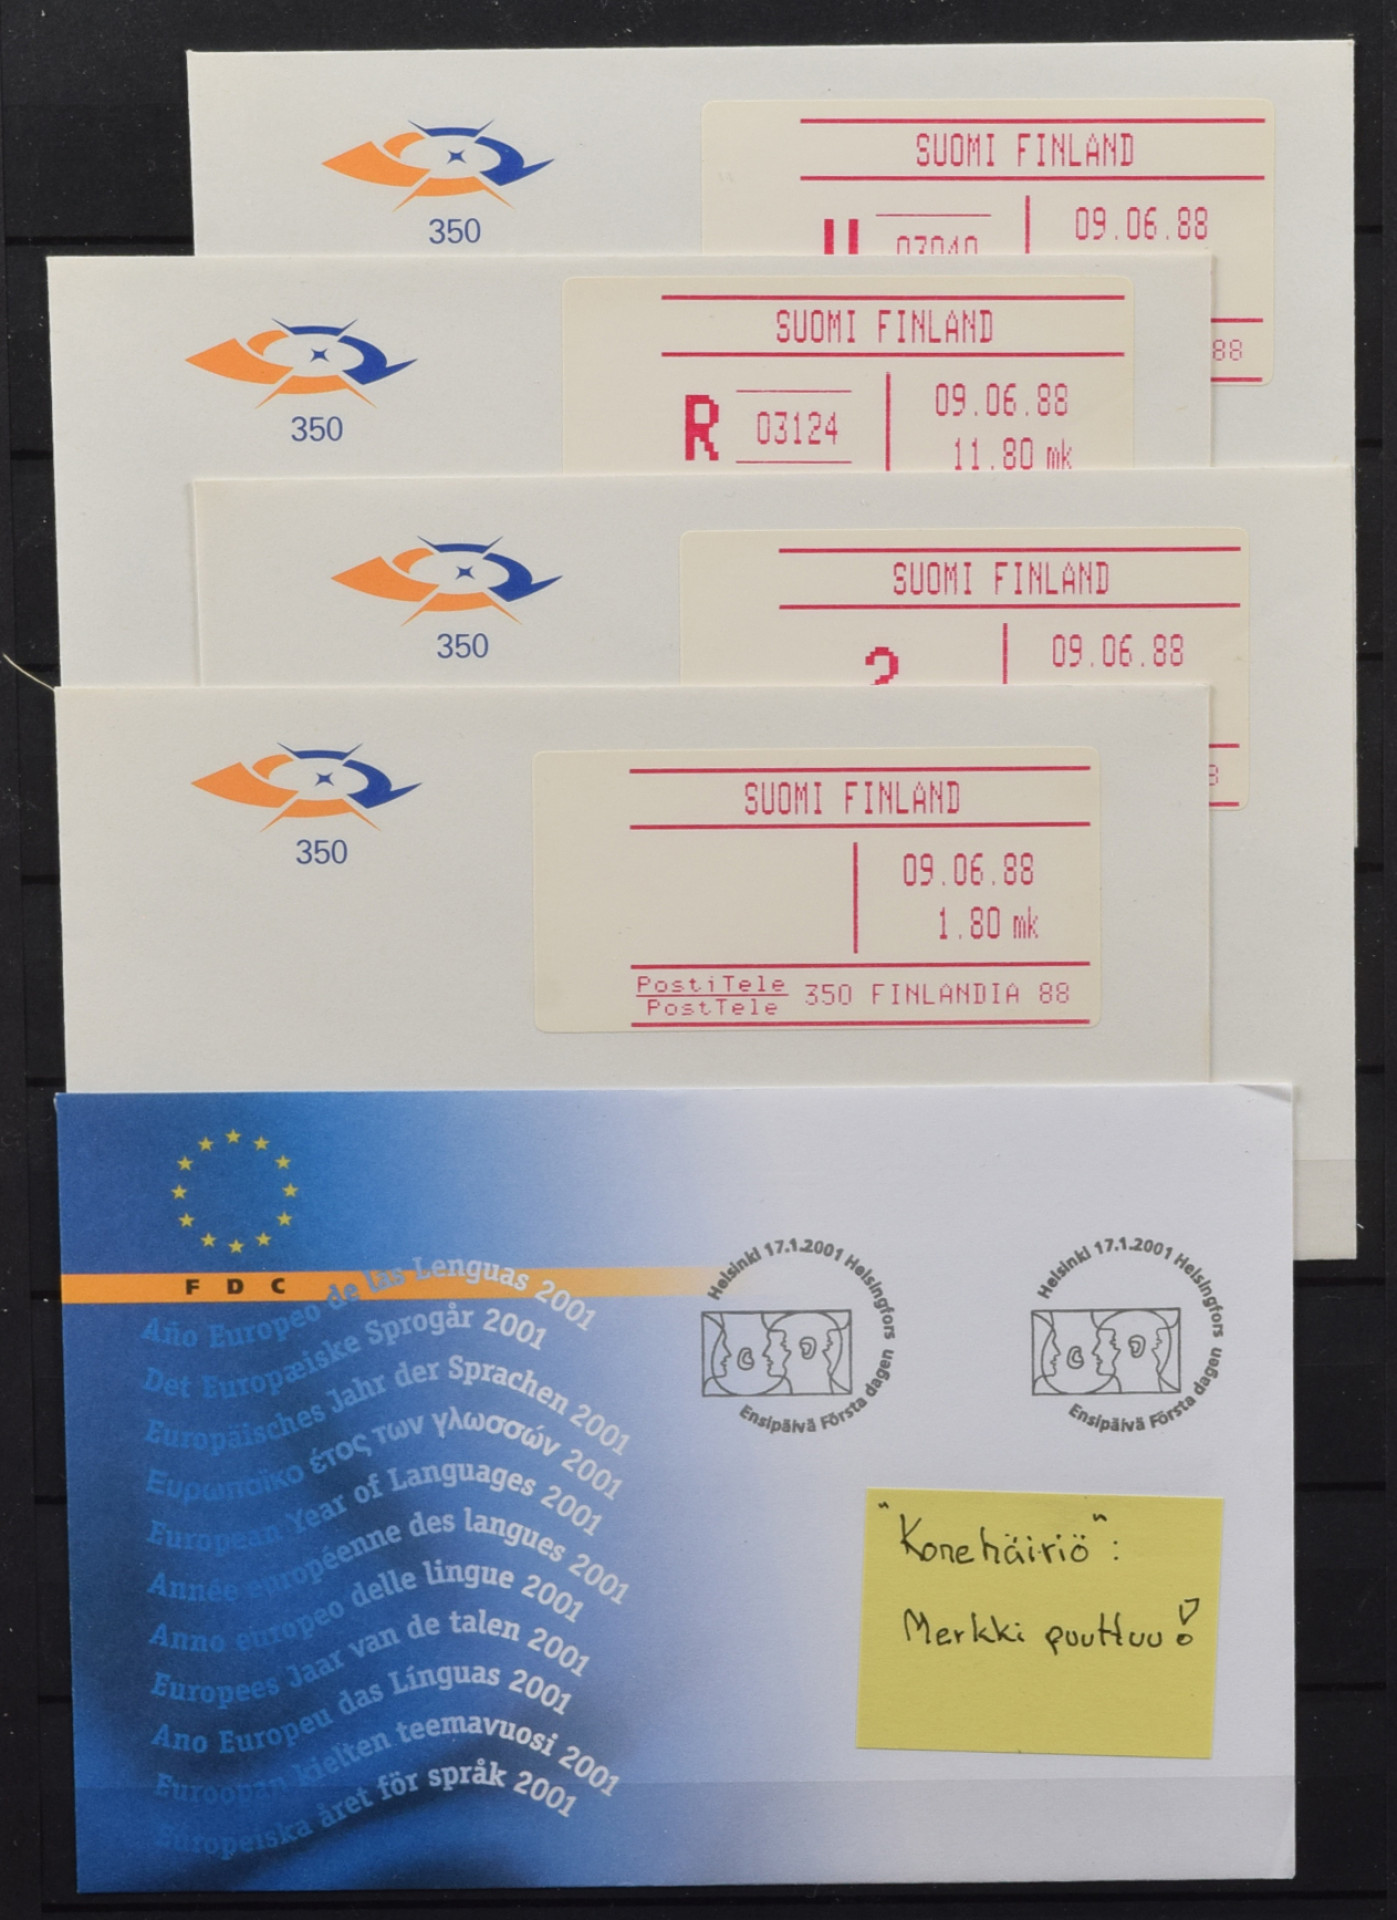 SUOMI FINLAND
09.06.88
350
88
SUOMI FINLAND
R 03124
09.06.88
11.80 mk
350
SUOMI FINLAND
2
09.06.88
350
SUOMI FINLAND
09.06.88
1.80 mk
350
PostiTele
PostTele
350 FINLANDIA 88
FDC
Año Europeo de las Lenguas 2001
Det Europæiske Sprogår 2001
Europäisches Jahr der Sprachen 2001
Ευρωπαϊκο έτος των γλωσσών 2001
European Year of Languages 2001
Année européenne des langues 2001
Anno europeo delle lingue 2001
Europees Jaar van de talen 2001
Ano Europeu das Línguas 2001
Euroopan kielten teemavuosi 2001
Europeiska året för språk 2001
Helsinki 17.1.2001 Helsingfors
Ensipäivä Första dagen
Helsinki 17.1.2001 Helsingfors
Ensipäivä Första dagen
"Konehäiriö":
Merkki puuttuu!